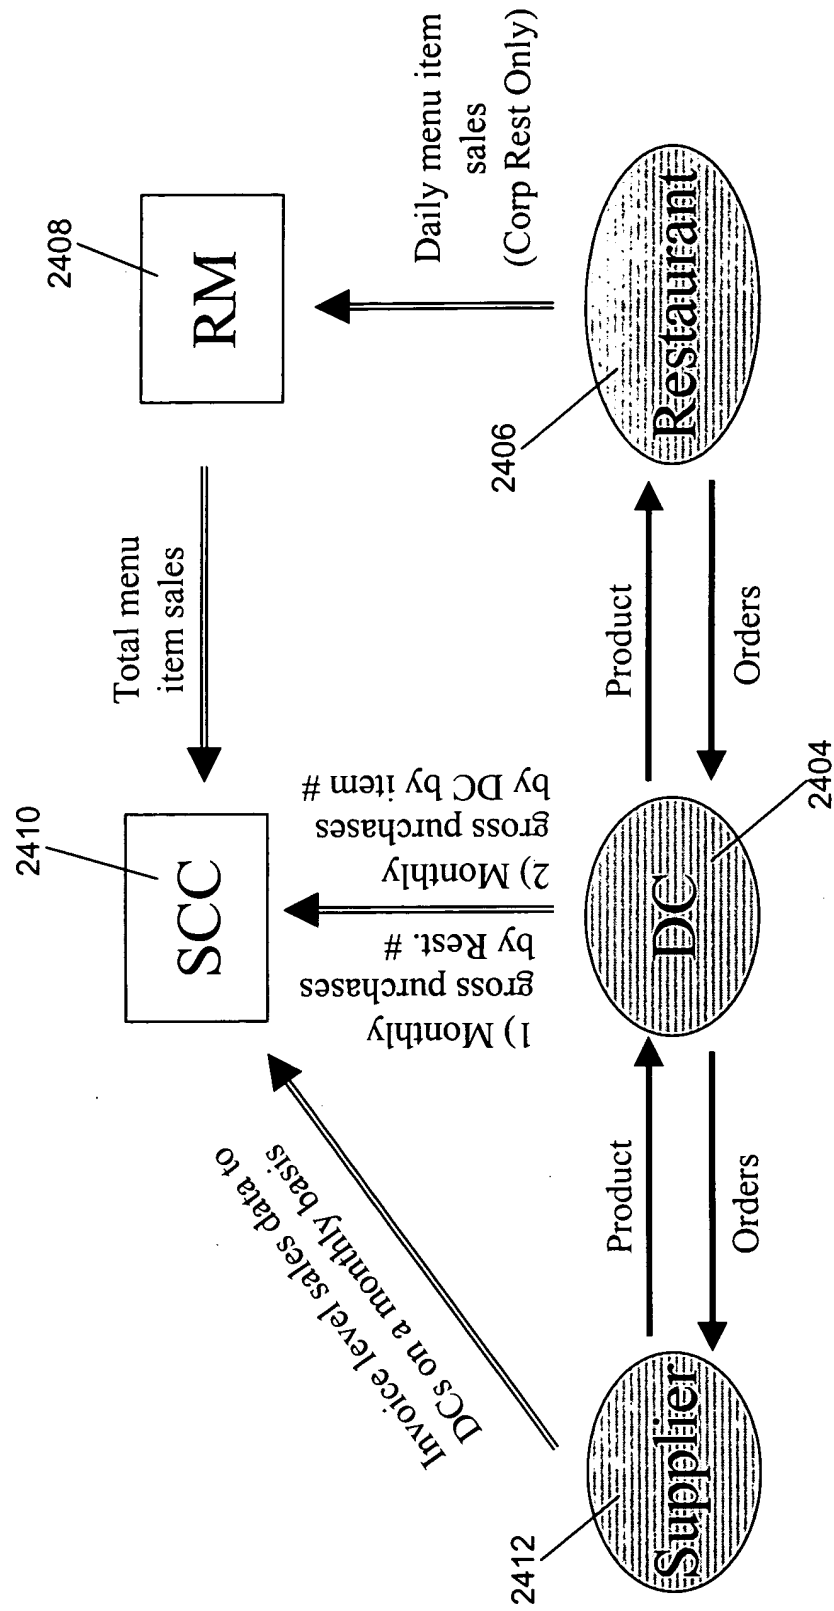 2410
SCC
Total menu
item sales
2408
RM
Invoice level sales data to
DCs on a monthly basis
1) Monthly
gross purchases
by Rest. #
2) Monthly
gross purchases
by DC by item #
Daily menu item
sales
(Corp Rest Only)
2412
Supplier
Product
Orders
DC
2404
Product
Orders
2406
Restaurant